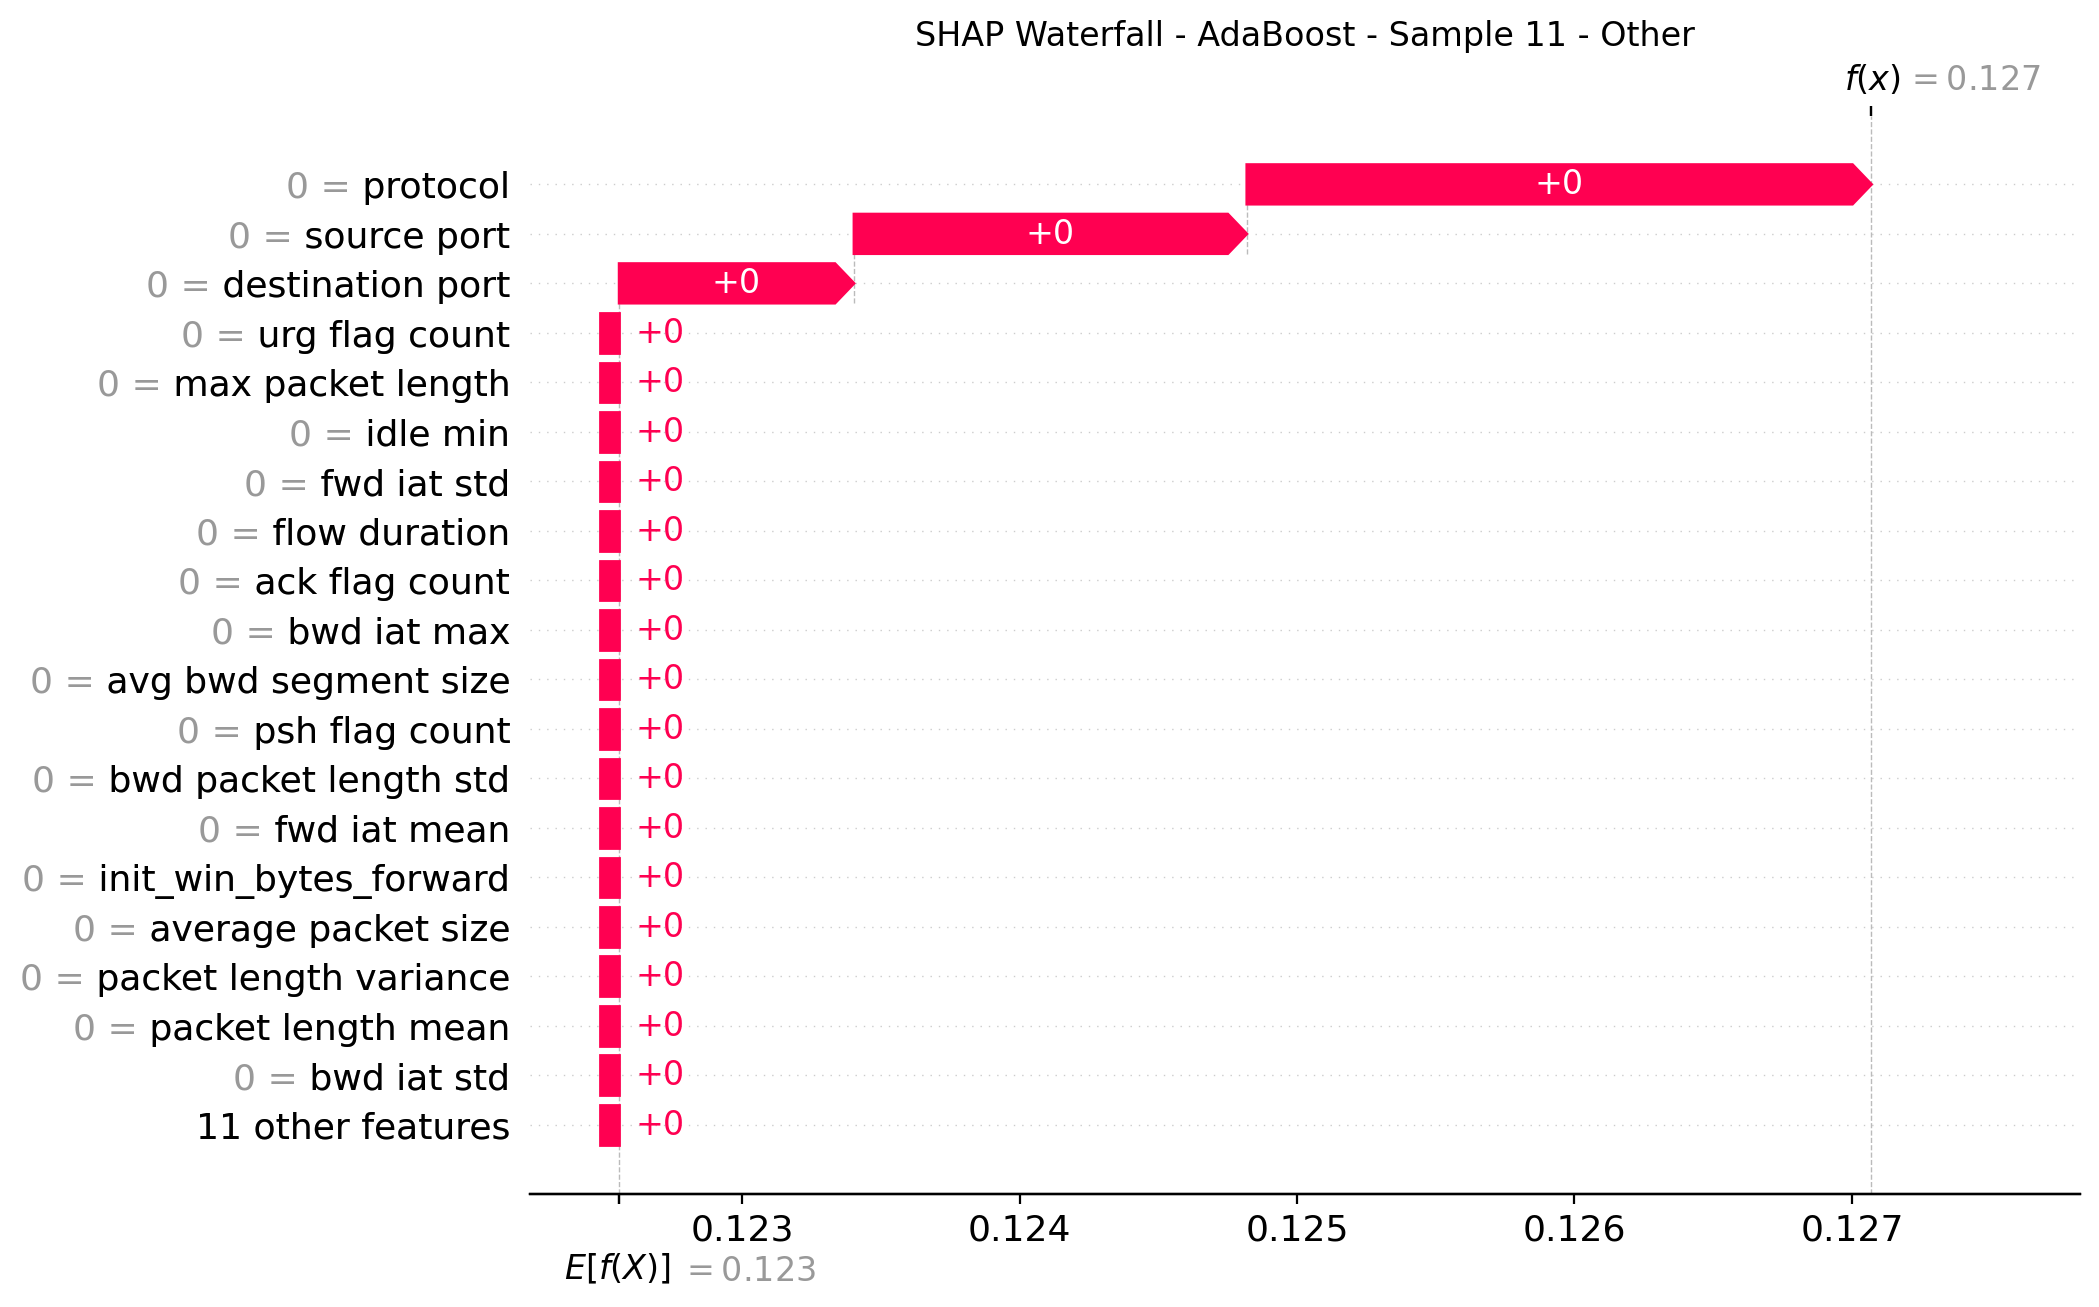 SHAP Waterfall - AdaBoost - Sample 11 - Other
f(x) = 0.127
0 = protocol +0
0 = source port +0
0 = destination port +0
0 = urg flag count +0
0 = max packet length +0
0 = idle min +0
0 = fwd iat std +0
0 = flow duration +0
0 = ack flag count +0
0 = bwd iat max +0
0 = avg bwd segment size +0
0 = psh flag count +0
0 = bwd packet length std +0
0 = fwd iat mean +0
0 = init_win_bytes_forward +0
0 = average packet size +0
0 = packet length variance +0
0 = packet length mean +0
0 = bwd iat std +0
11 other features +0
0.123 0.124 0.125 0.126 0.127
E[f(X)] = 0.123